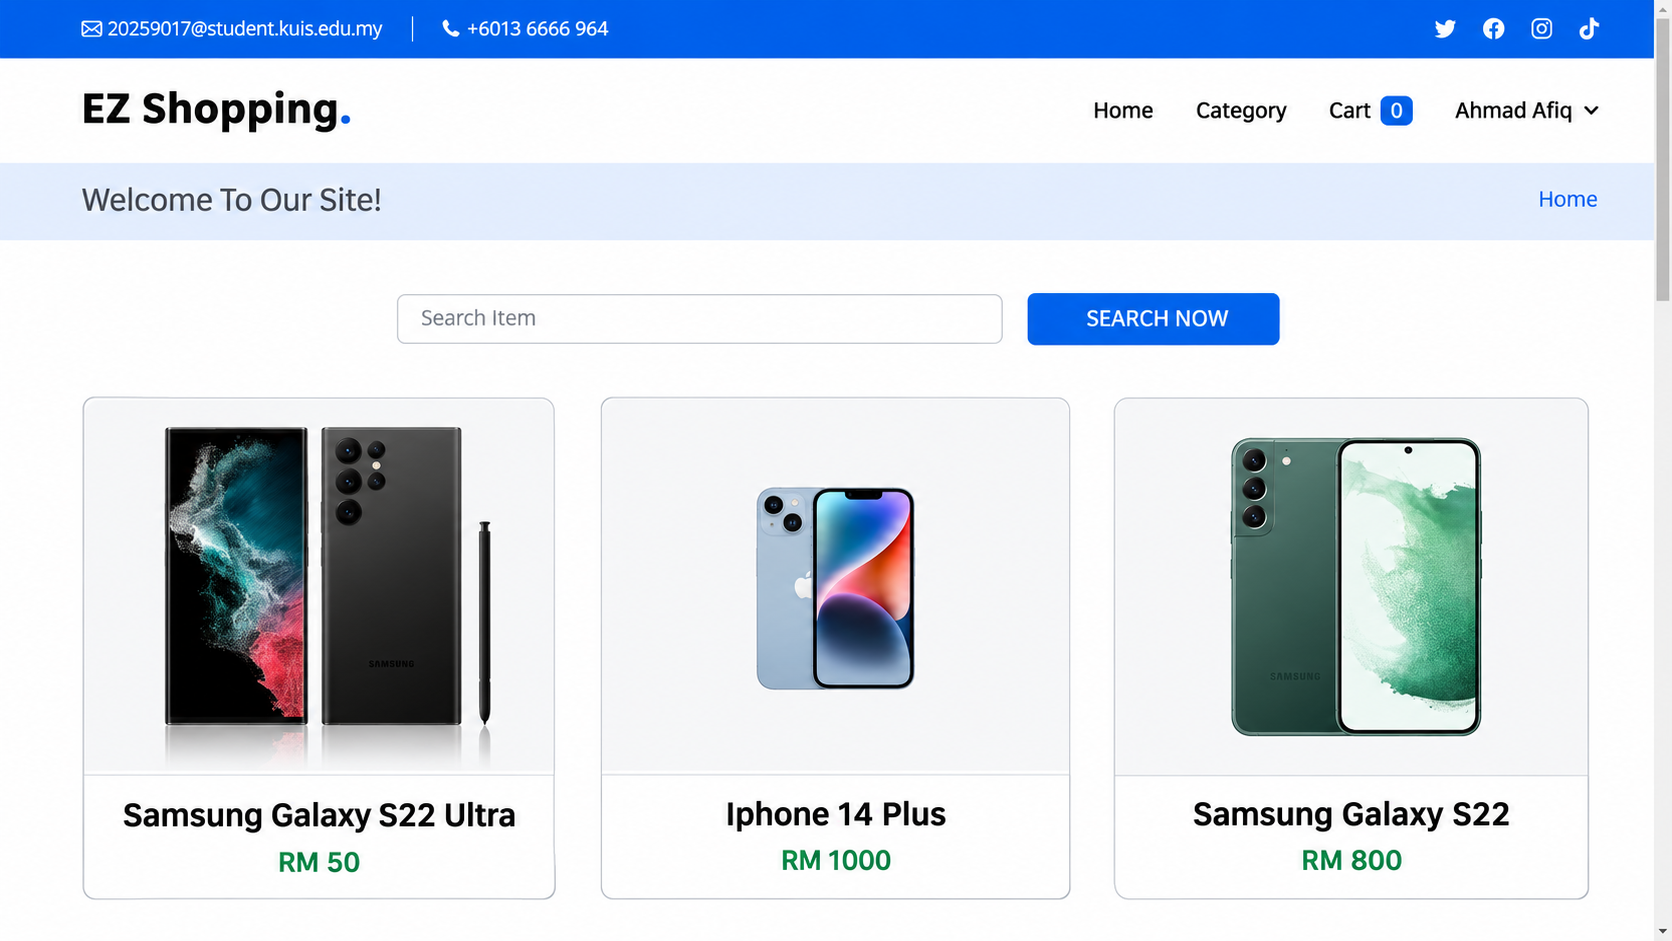 20259017@student.kuis.edu.my +6013 6666 964
EZ Shopping.
Home Category Cart 0 Ahmad Afiq
Welcome To Our Site!
Home
Search Item
SEARCH NOW
SAMSUNG
SAMSUNG
Samsung Galaxy S22 Ultra
RM 50
Iphone 14 Plus
RM 1000
Samsung Galaxy S22
RM 800